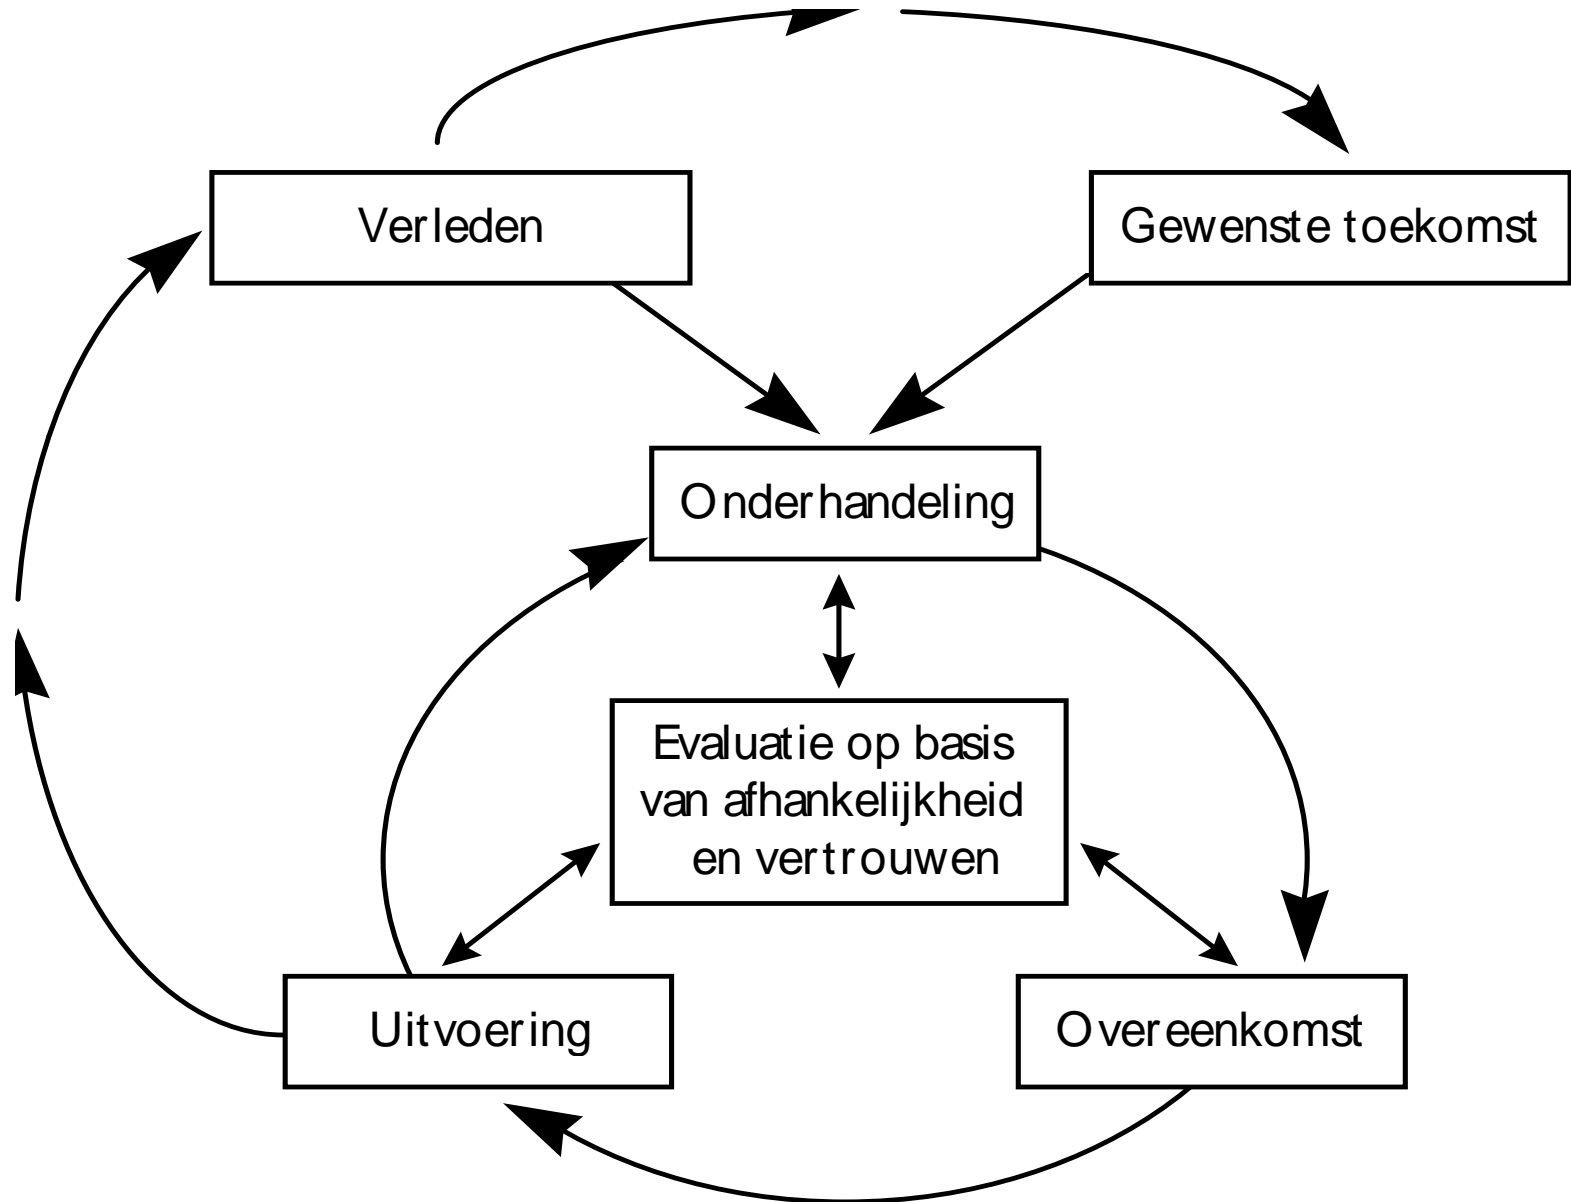 Verleden
Gewenste toekomst
Onderhandeling
Evaluatie op basis
van afhankelijkheid
en vertrouwen
Uitvoering
Overeenkomst